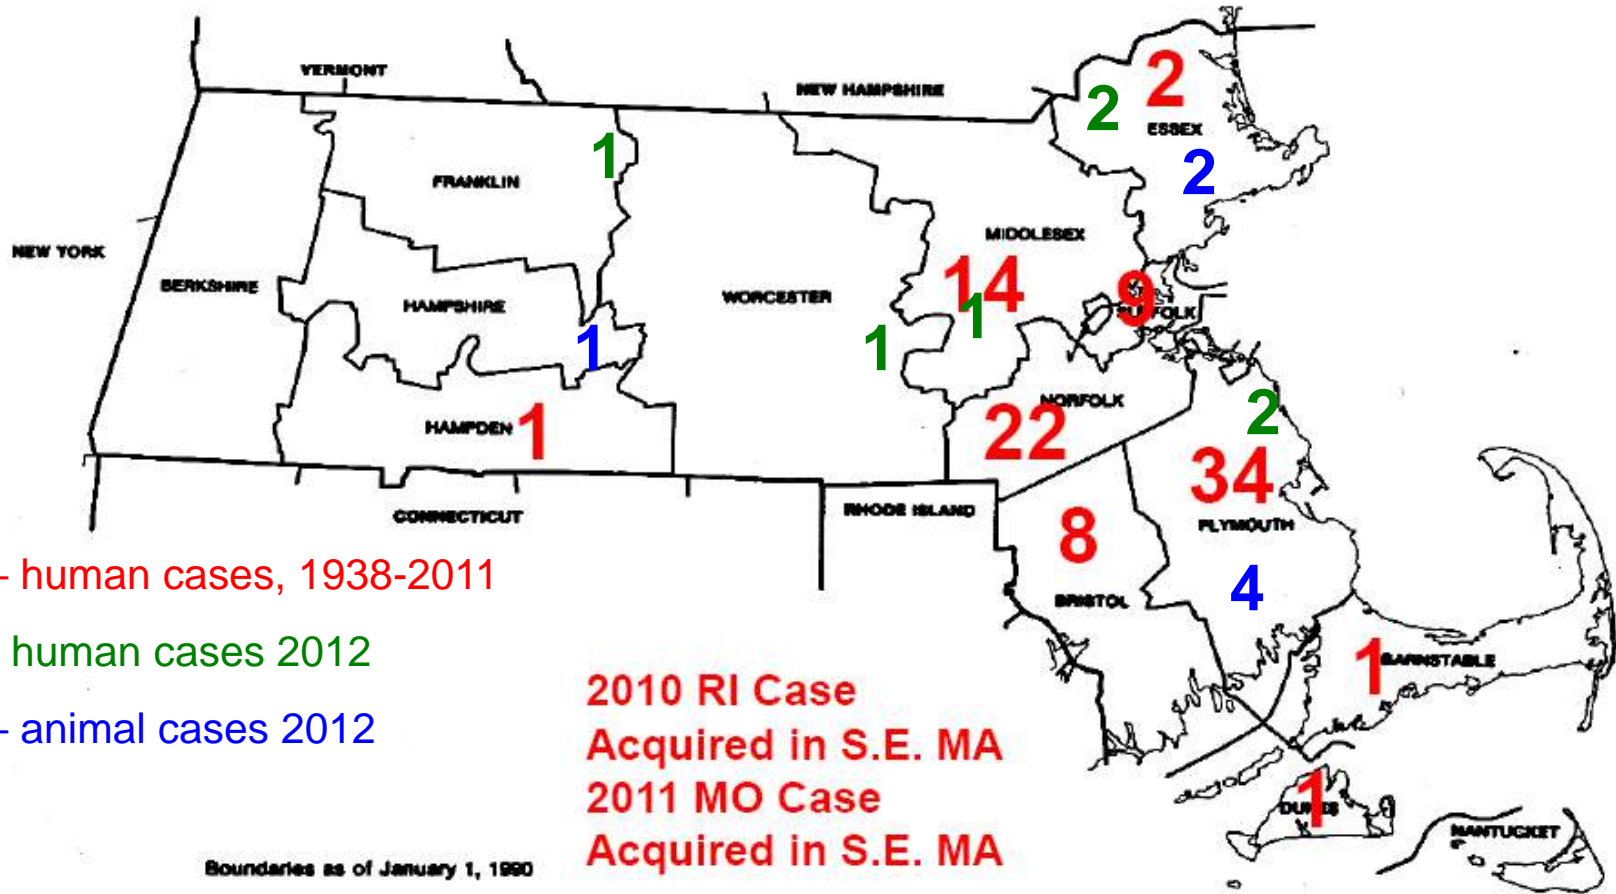 VERMONT
NEW HAMPSHIRE
2
2
ESSEX
2
1
FRANKLIN
MIDDLESEX
NEW YORK
BERKSHIRE
HAMPSHIRE
WORCESTER
14
1
9
SUFFOLK
1
1
NORFOLK
22
2
HAMPDEN 1
34
PLYMOUTH
CONNECTICUT
RHODE ISLAND
8
BRISTOL
4
- human cases, 1938-2011
human cases 2012
- animal cases 2012
1 BARNSTABLE
2010 RI Case
Acquired in S.E. MA
2011 MO Case
Acquired in S.E. MA
1
DUKES
NANTUCKET
Boundaries as of January 1, 1990